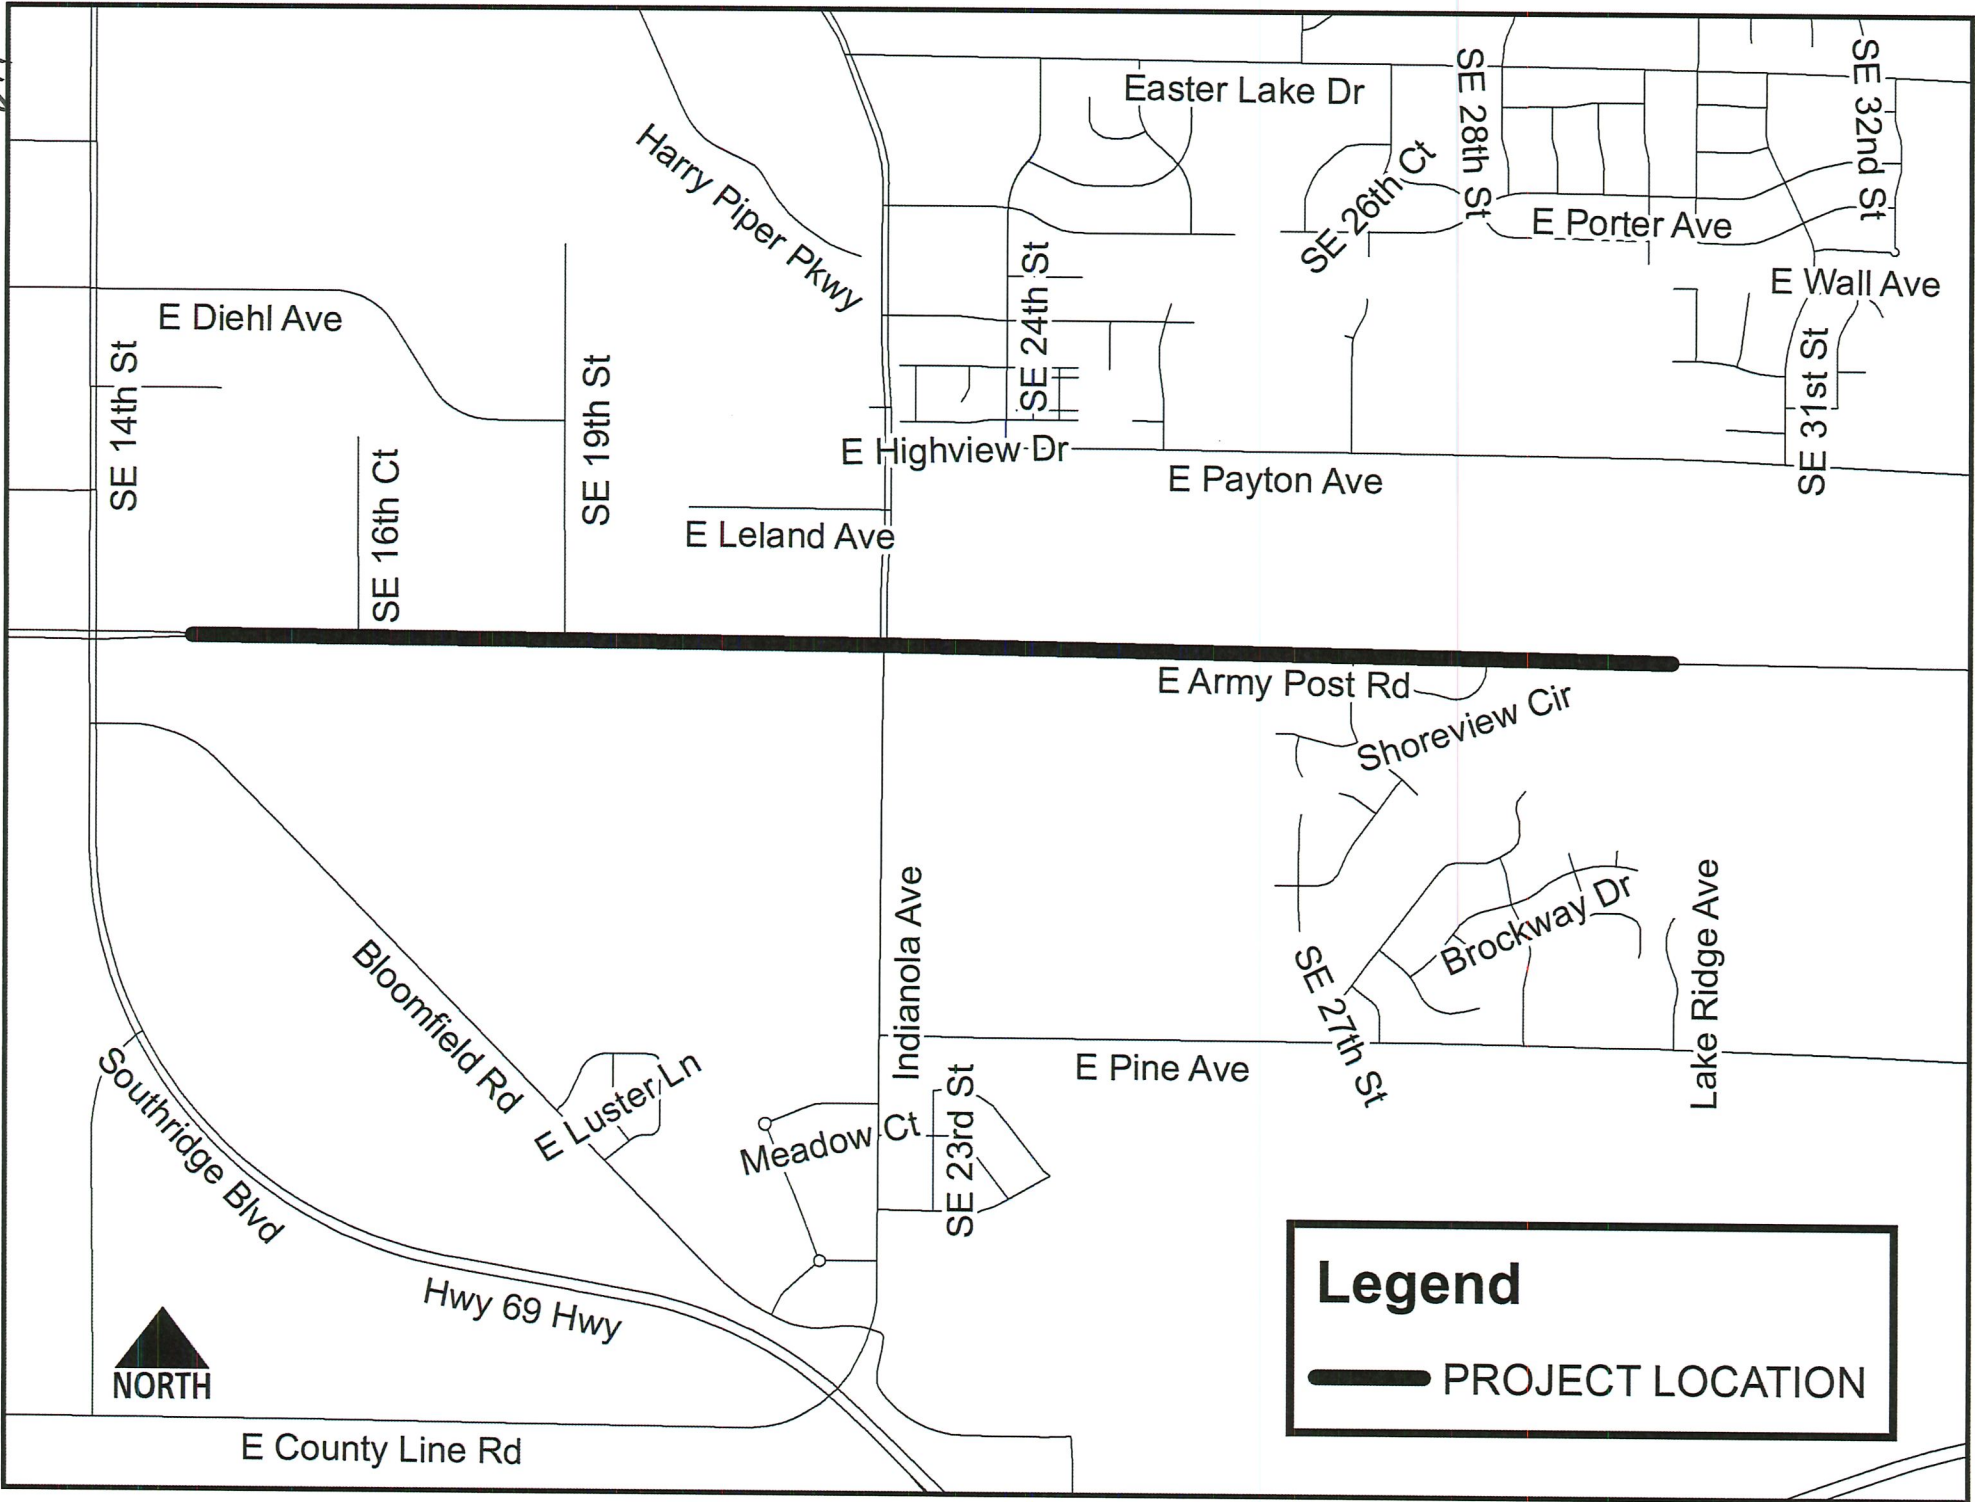 Easter Lake Dr
SE 28th St
SE 32nd St
Harry Piper Pkwy
SE 26th Ct
E Porter Ave
E Wall Ave
SE 24th St
E Diehl Ave
SE 14th St
SE 19th St
SE 31st St
E Highview Dr
SE 16th Ct
E Payton Ave
E Leland Ave
E Army Post Rd
Shoreview Cir
Indianola Ave
Brockway Dr
Lake Ridge Ave
Bloomfield Rd
SE 27th St
E Pine Ave
Southridge Blvd
E Luster Ln
Meadow Ct
SE 23rd St
Hwy 69 Hwy
Legend
PROJECT LOCATION
NORTH
E County Line Rd